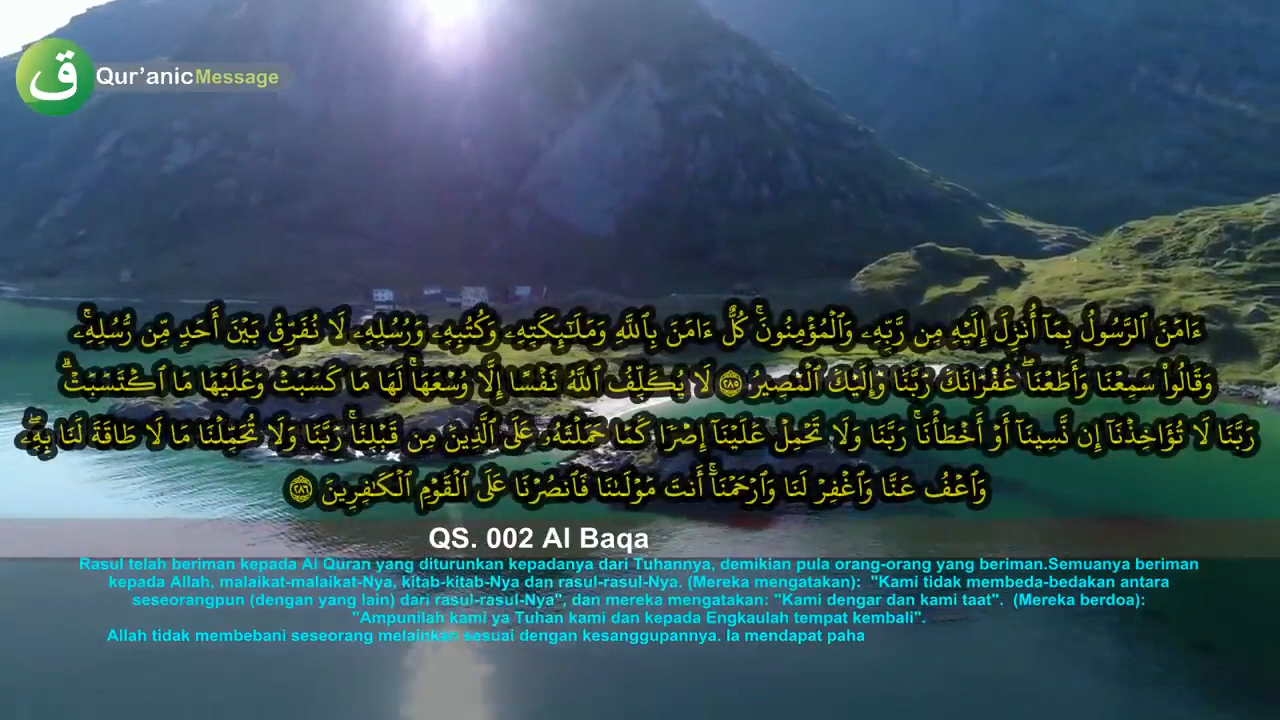 ق
Qur'anic Message
ءَامَنَ ٱلرَّسُولُ بِمَآ أُنزِلَ إِلَيْهِ مِن رَّبِّهِۦ وَٱلْمُؤْمِنُونَ ۚ كُلٌّ ءَامَنَ بِٱللَّهِ وَمَلَـٰٓئِكَتِهِۦ وَكُتُبِهِۦ وَرُسُلِهِۦ لَا نُفَرِّقُ بَيْنَ أَحَدٍ مِّن رُّسُلِهِۦ ۚ
وَقَالُوا۟ سَمِعْنَا وَأَطَعْنَا ۖ غُفْرَانَكَ رَبَّنَا وَإِلَيْكَ ٱلْمَصِيرُ ٢٨٥ لَا يُكَلِّفُ ٱللَّهُ نَفْسًا إِلَّا وُسْعَهَا ۚ لَهَا مَا كَسَبَتْ وَعَلَيْهَا مَا ٱكْتَسَبَتْ ۗ
رَبَّنَا لَا تُؤَاخِذْنَآ إِن نَّسِينَآ أَوْ أَخْطَأْنَا ۚ رَبَّنَا وَلَا تَحْمِلْ عَلَيْنَآ إِصْرًا كَمَا حَمَلْتَهُۥ عَلَى ٱلَّذِينَ مِن قَبْلِنَا ۚ رَبَّنَا وَلَا تُحَمِّلْنَا مَا لَا طَاقَةَ لَنَا بِهِۦ ۖ
وَٱعْفُ عَنَّا وَٱغْفِرْ لَنَا وَٱرْحَمْنَآ ۚ أَنتَ مَوْلَىٰنَا فَٱنصُرْنَا عَلَى ٱلْقَوْمِ ٱلْكَـٰفِرِينَ ٢٨٦
QS. 002 Al Baqa
Rasul telah beriman kepada Al Quran yang diturunkan kepadanya dari Tuhannya, demikian pula orang-orang yang beriman.Semuanya beriman
kepada Allah, malaikat-malaikat-Nya, kitab-kitab-Nya dan rasul-rasul-Nya. (Mereka mengatakan): "Kami tidak membeda-bedakan antara
seseorangpun (dengan yang lain) dari rasul-rasul-Nya", dan mereka mengatakan: "Kami dengar dan kami taat". (Mereka berdoa):
"Ampunilah kami ya Tuhan kami dan kepada Engkaulah tempat kembali".
Allah tidak membebani seseorang melainkan sesuai dengan kesanggupannya. Ia mendapat paha